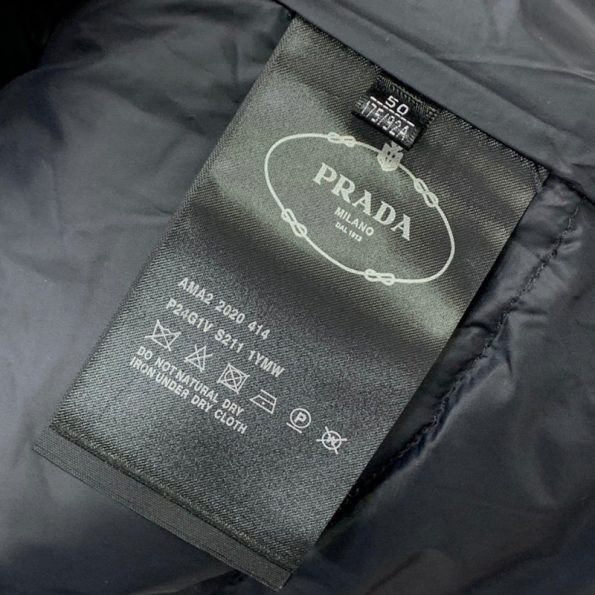 50
175/92A
PRADA
MILANO
DAL 1913
AMA2 2020 414
P24G1V S211 1YMW
DO NOT NATURAL DRY
IRON UNDER DRY CLOTH
P
W